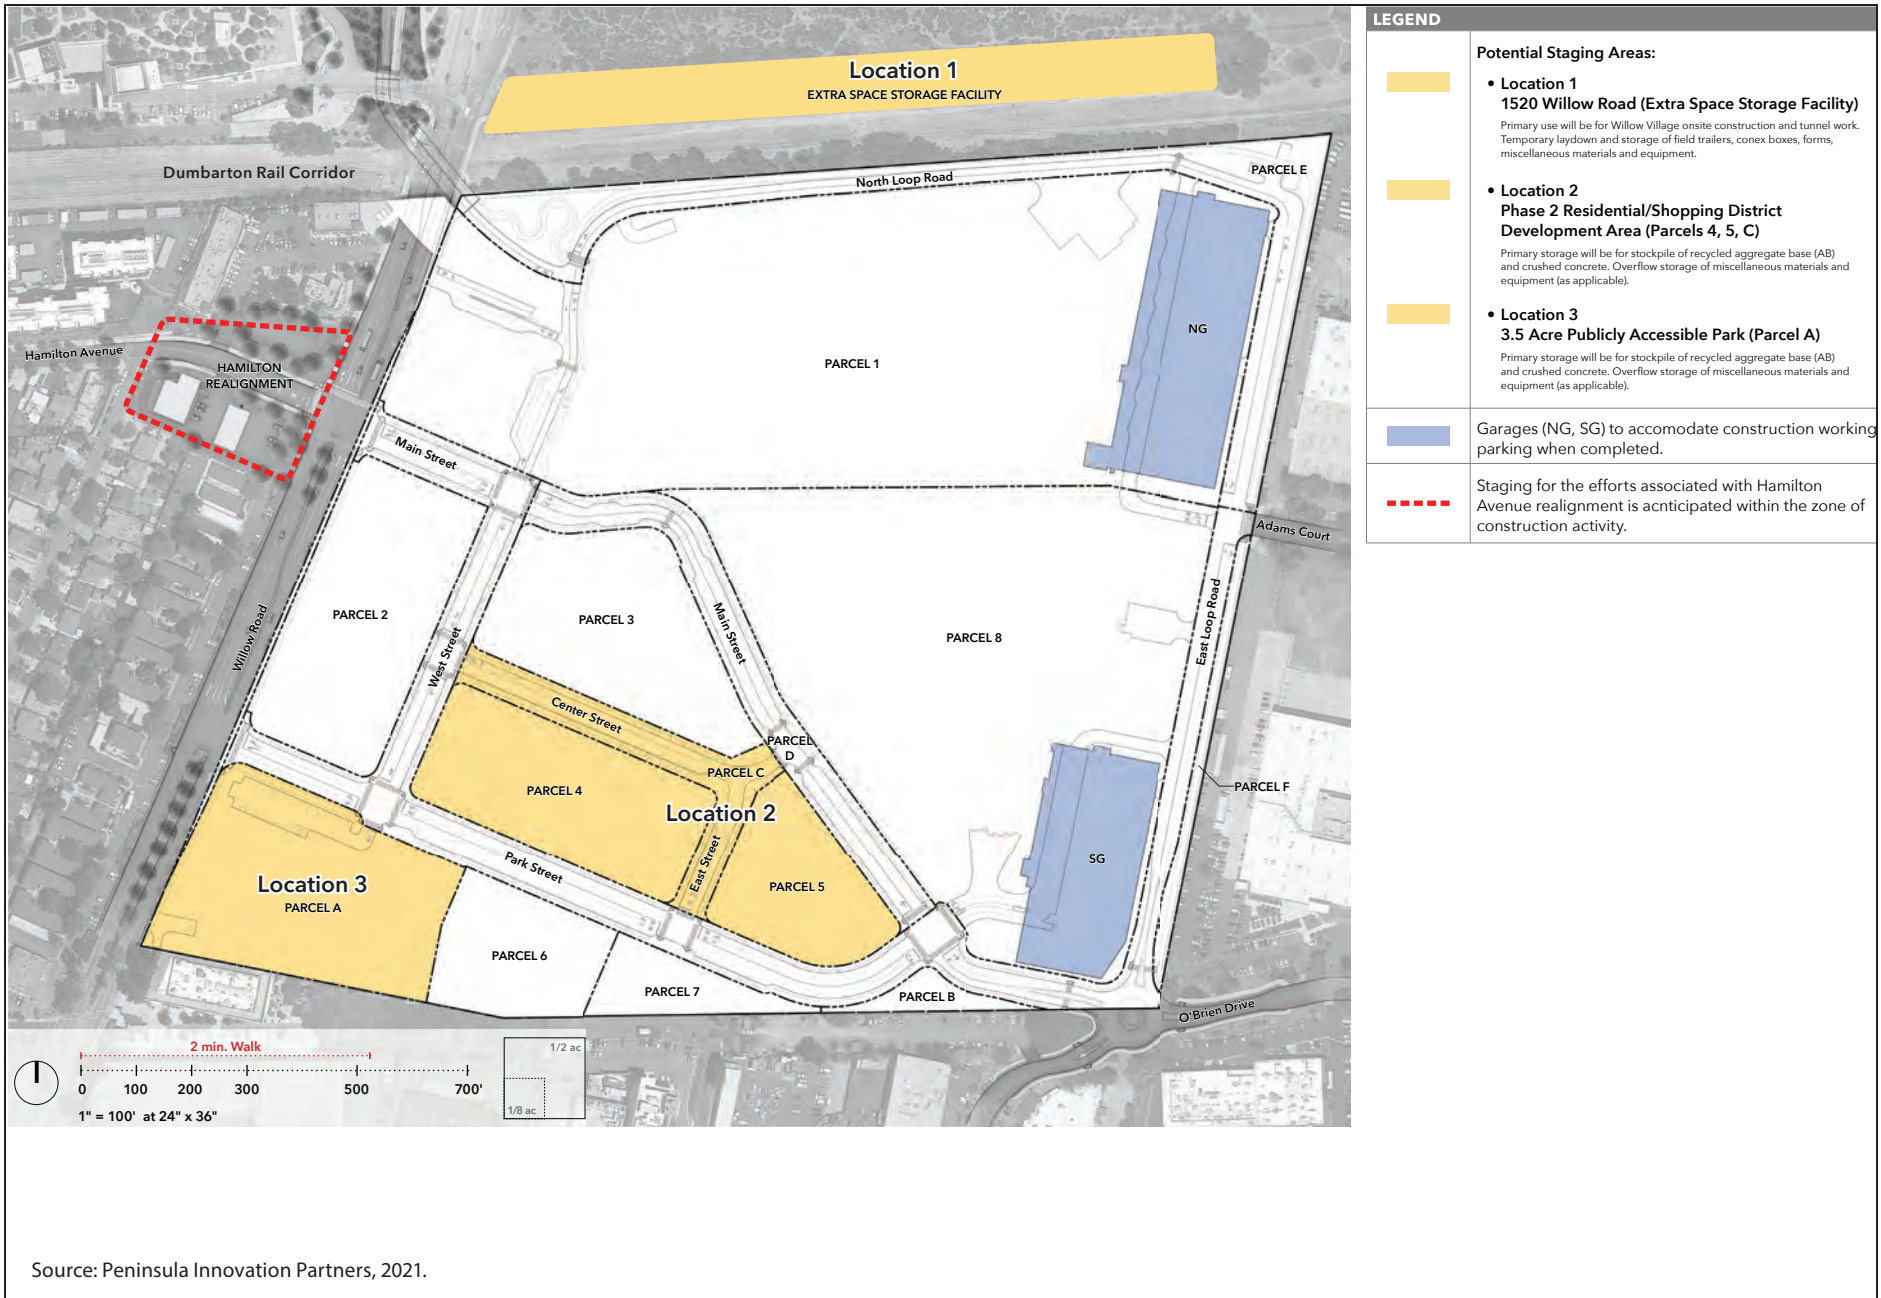 Location 1
EXTRA SPACE STORAGE FACILITY
Dumbarton Rail Corridor
North Loop Road
PARCEL E
NG
Hamilton Avenue
HAMILTON
REALIGNMENT
PARCEL 1
Main Street
Adams Court
Willow Road
PARCEL 2
West Street
PARCEL 3
Main Street
PARCEL 8
East Loop Road
Center Street
PARCEL
D
PARCEL C
PARCEL 4
Location 2
PARCEL F
East Street
Park Street
SG
Location 3
PARCEL A
PARCEL 5
PARCEL 6
PARCEL 7
PARCEL B
O'Brien Drive
2 min. Walk
0 100 200 300 500 700'
1" = 100' at 24" x 36"
1/2 ac
1/8 ac
LEGEND
Potential Staging Areas:
• Location 1
1520 Willow Road (Extra Space Storage Facility)
Primary use will be for Willow Village onsite construction and tunnel work.
Temporary laydown and storage of field trailers, conex boxes, forms,
miscellaneous materials and equipment.
• Location 2
Phase 2 Residential/Shopping District
Development Area (Parcels 4, 5, C)
Primary storage will be for stockpile of recycled aggregate base (AB)
and crushed concrete. Overflow storage of miscellaneous materials and
equipment (as applicable).
• Location 3
3.5 Acre Publicly Accessible Park (Parcel A)
Primary storage will be for stockpile of recycled aggregate base (AB)
and crushed concrete. Overflow storage of miscellaneous materials and
equipment (as applicable).
Garages (NG, SG) to accomodate construction working
parking when completed.
Staging for the efforts associated with Hamilton
Avenue realignment is acnticipated within the zone of
construction activity.
Source: Peninsula Innovation Partners, 2021.